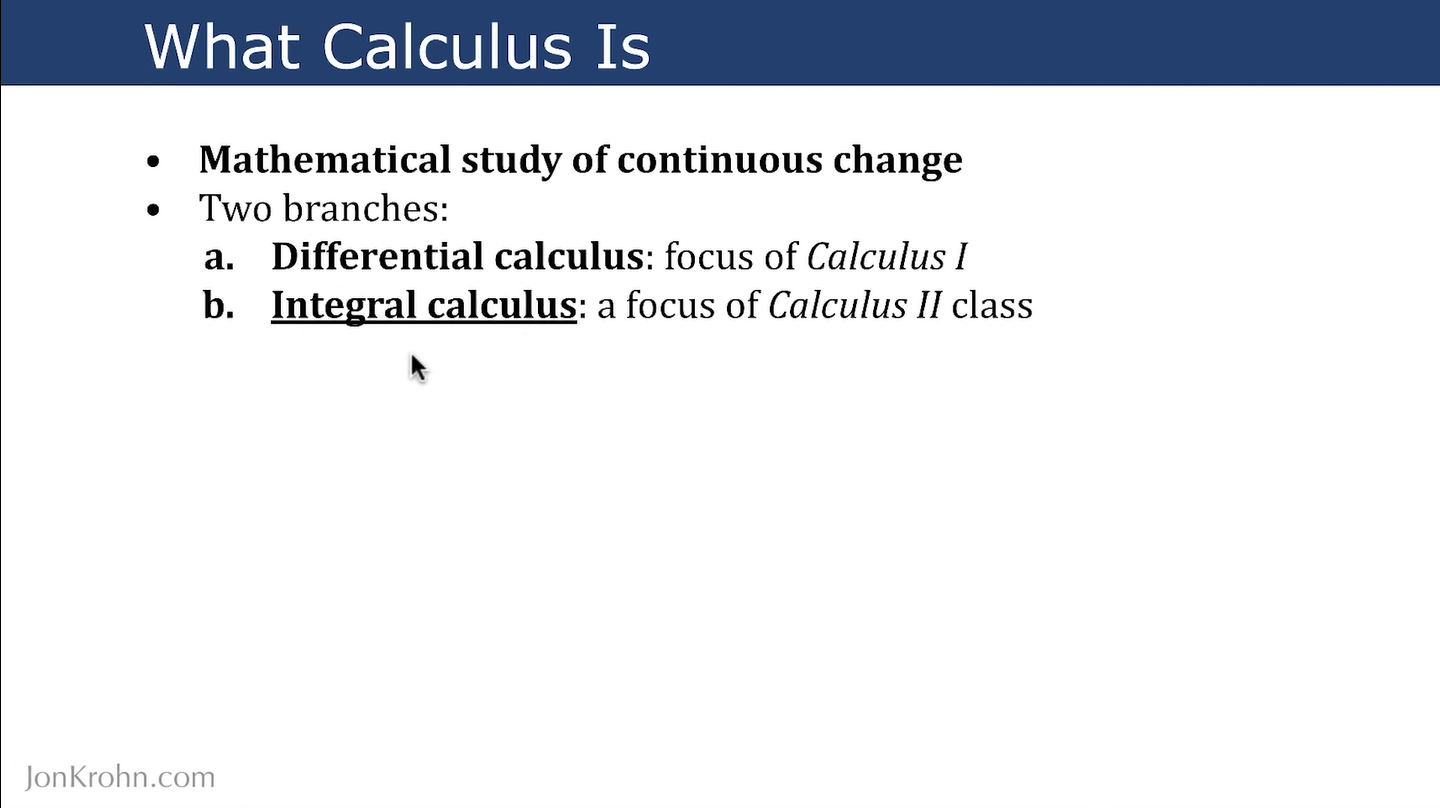 What Calculus Is
• Mathematical study of continuous change
• Two branches:
a. Differential calculus: focus of Calculus I
b. Integral calculus: a focus of Calculus II class
JonKrohn.com